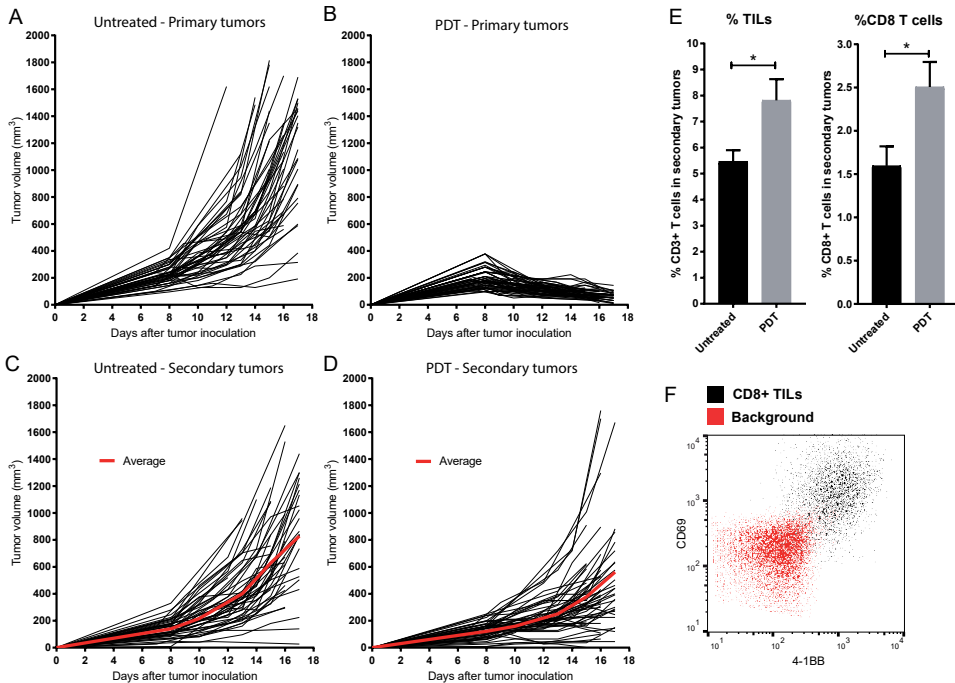 A
Untreated - Primary tumors
Tumor volume (mm3)
2000
1800
1600
1400
1200
1000
800
600
400
200
0
0 2 4 6 8 10 12 14 16 18
Days after tumor inoculation
B
PDT - Primary tumors
Tumor volume (mm3)
2000
1800
1600
1400
1200
1000
800
600
400
200
0
0 2 4 6 8 10 12 14 16 18
Days after tumor inoculation
C
Untreated - Secondary tumors
Tumor volume (mm3)
2000
1800
1600
1400
1200
1000
800
600
400
200
0
Average
0 2 4 6 8 10 12 14 16 18
Days after tumor inoculation
D
PDT - Secondary tumors
Tumor volume (mm3)
2000
1800
1600
1400
1200
1000
800
600
400
200
0
Average
0 2 4 6 8 10 12 14 16 18
Days after tumor inoculation
E
% TILs
% CD3+ T cells in secondary tumors
10
9
8
7
6
5
4
3
2
1
0
*
Untreated
PDT
%CD8 T cells
% CD8+ T cells in secondary tumors
3.0
2.5
2.0
1.5
1.0
0.5
0.0
*
Untreated
PDT
F
CD8+ TILs
Background
CD69
10^4
10^3
10^2
10^1
10^1 10^2 10^3 10^4
4-1BB